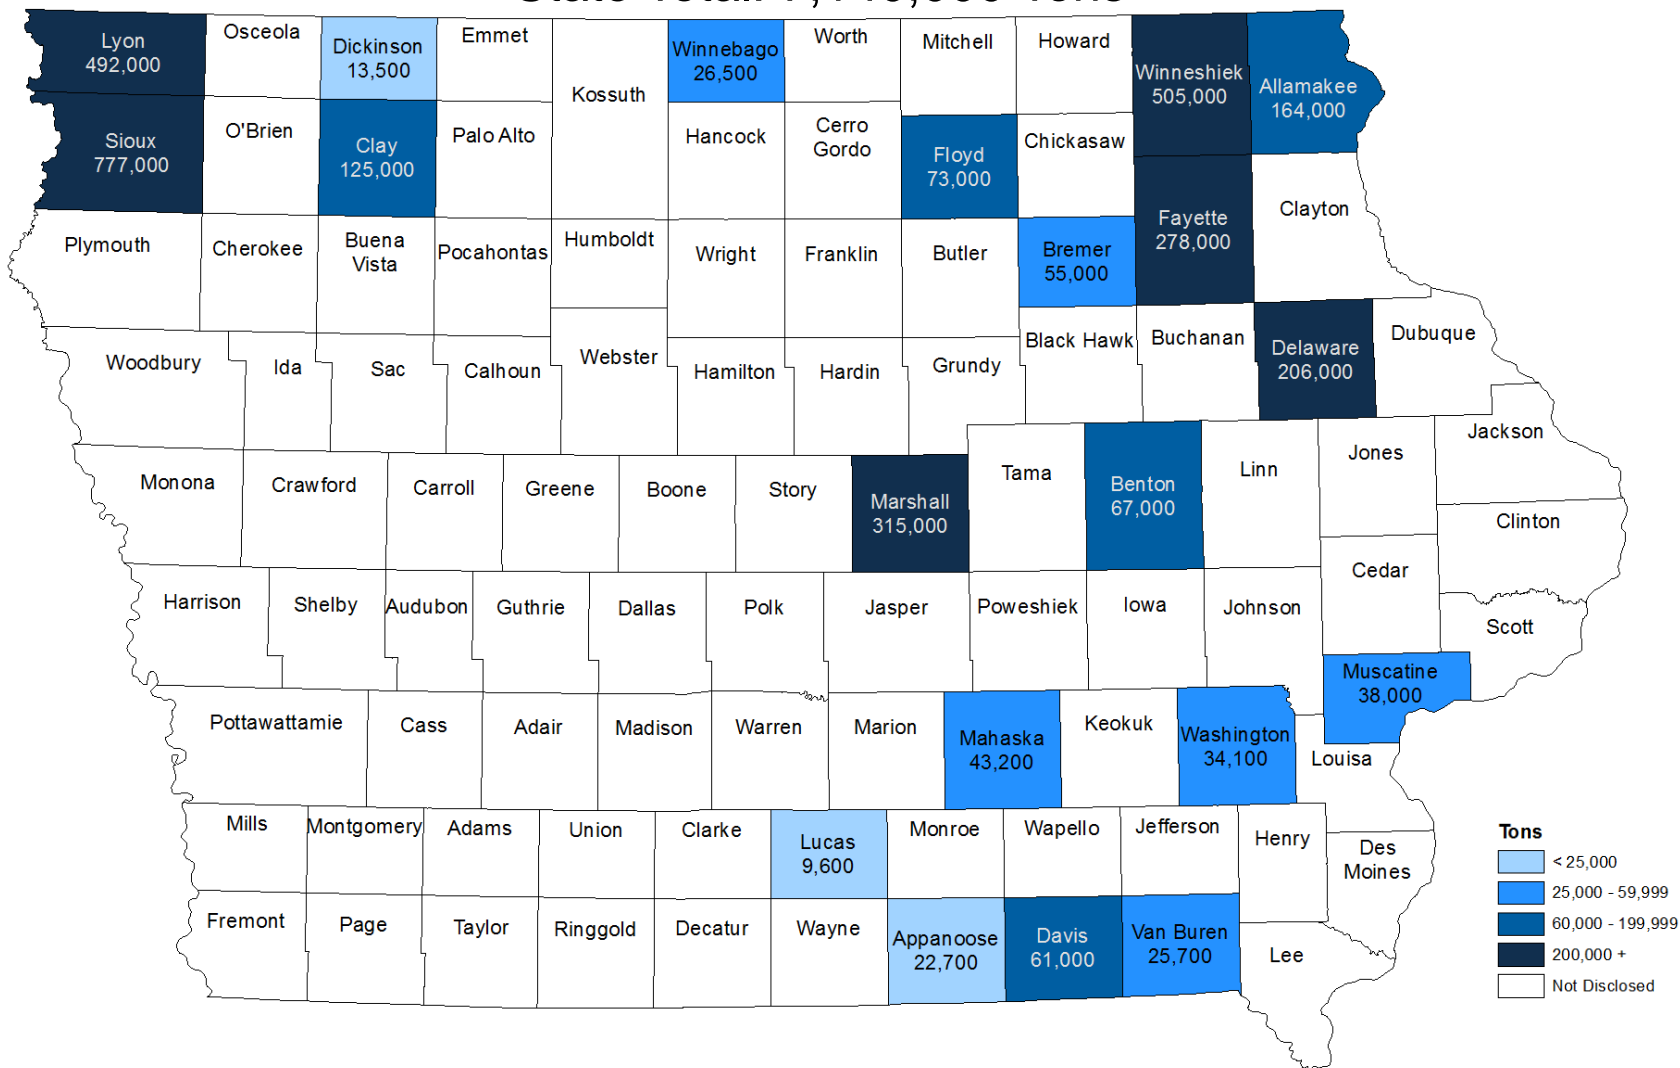 Lyon
492,000
Osceola
Dickinson
13,500
Emmet
Kossuth
Winnebago
26,500
Worth
Mitchell
Howard
Winneshiek
505,000
Allamakee
164,000
Sioux
777,000
O'Brien
Clay
125,000
Palo Alto
Hancock
Cerro
Gordo
Floyd
73,000
Chickasaw
Fayette
278,000
Clayton
Plymouth
Cherokee
Buena
Vista
Pocahontas
Humboldt
Wright
Franklin
Butler
Bremer
55,000
Woodbury
Ida
Sac
Calhoun
Webster
Hamilton
Hardin
Grundy
Black Hawk
Buchanan
Delaware
206,000
Dubuque
Monona
Crawford
Carroll
Greene
Boone
Story
Marshall
315,000
Tama
Benton
67,000
Linn
Jones
Jackson
Clinton
Cedar
Harrison
Shelby
Audubon
Guthrie
Dallas
Polk
Jasper
Poweshiek
Iowa
Johnson
Scott
Muscatine
38,000
Pottawattamie
Cass
Adair
Madison
Warren
Marion
Mahaska
43,200
Keokuk
Washington
34,100
Louisa
Mills
Montgomery
Adams
Union
Clarke
Lucas
9,600
Monroe
Wapello
Jefferson
Henry
Des
Moines
Fremont
Page
Taylor
Ringgold
Decatur
Wayne
Appanoose
22,700
Davis
61,000
Van Buren
25,700
Lee
Tons
< 25,000
25,000 - 59,999
60,000 - 199,999
200,000 +
Not Disclosed